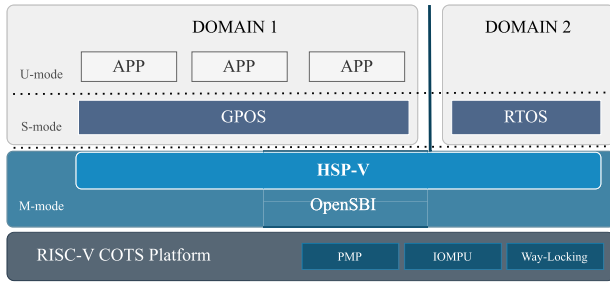 DOMAIN 1
DOMAIN 2
U-mode
APP
APP
APP
S-mode
GPOS
RTOS
HSP-V
M-mode
OpenSBI
RISC-V COTS Platform
PMP
IOMPU
Way-Locking